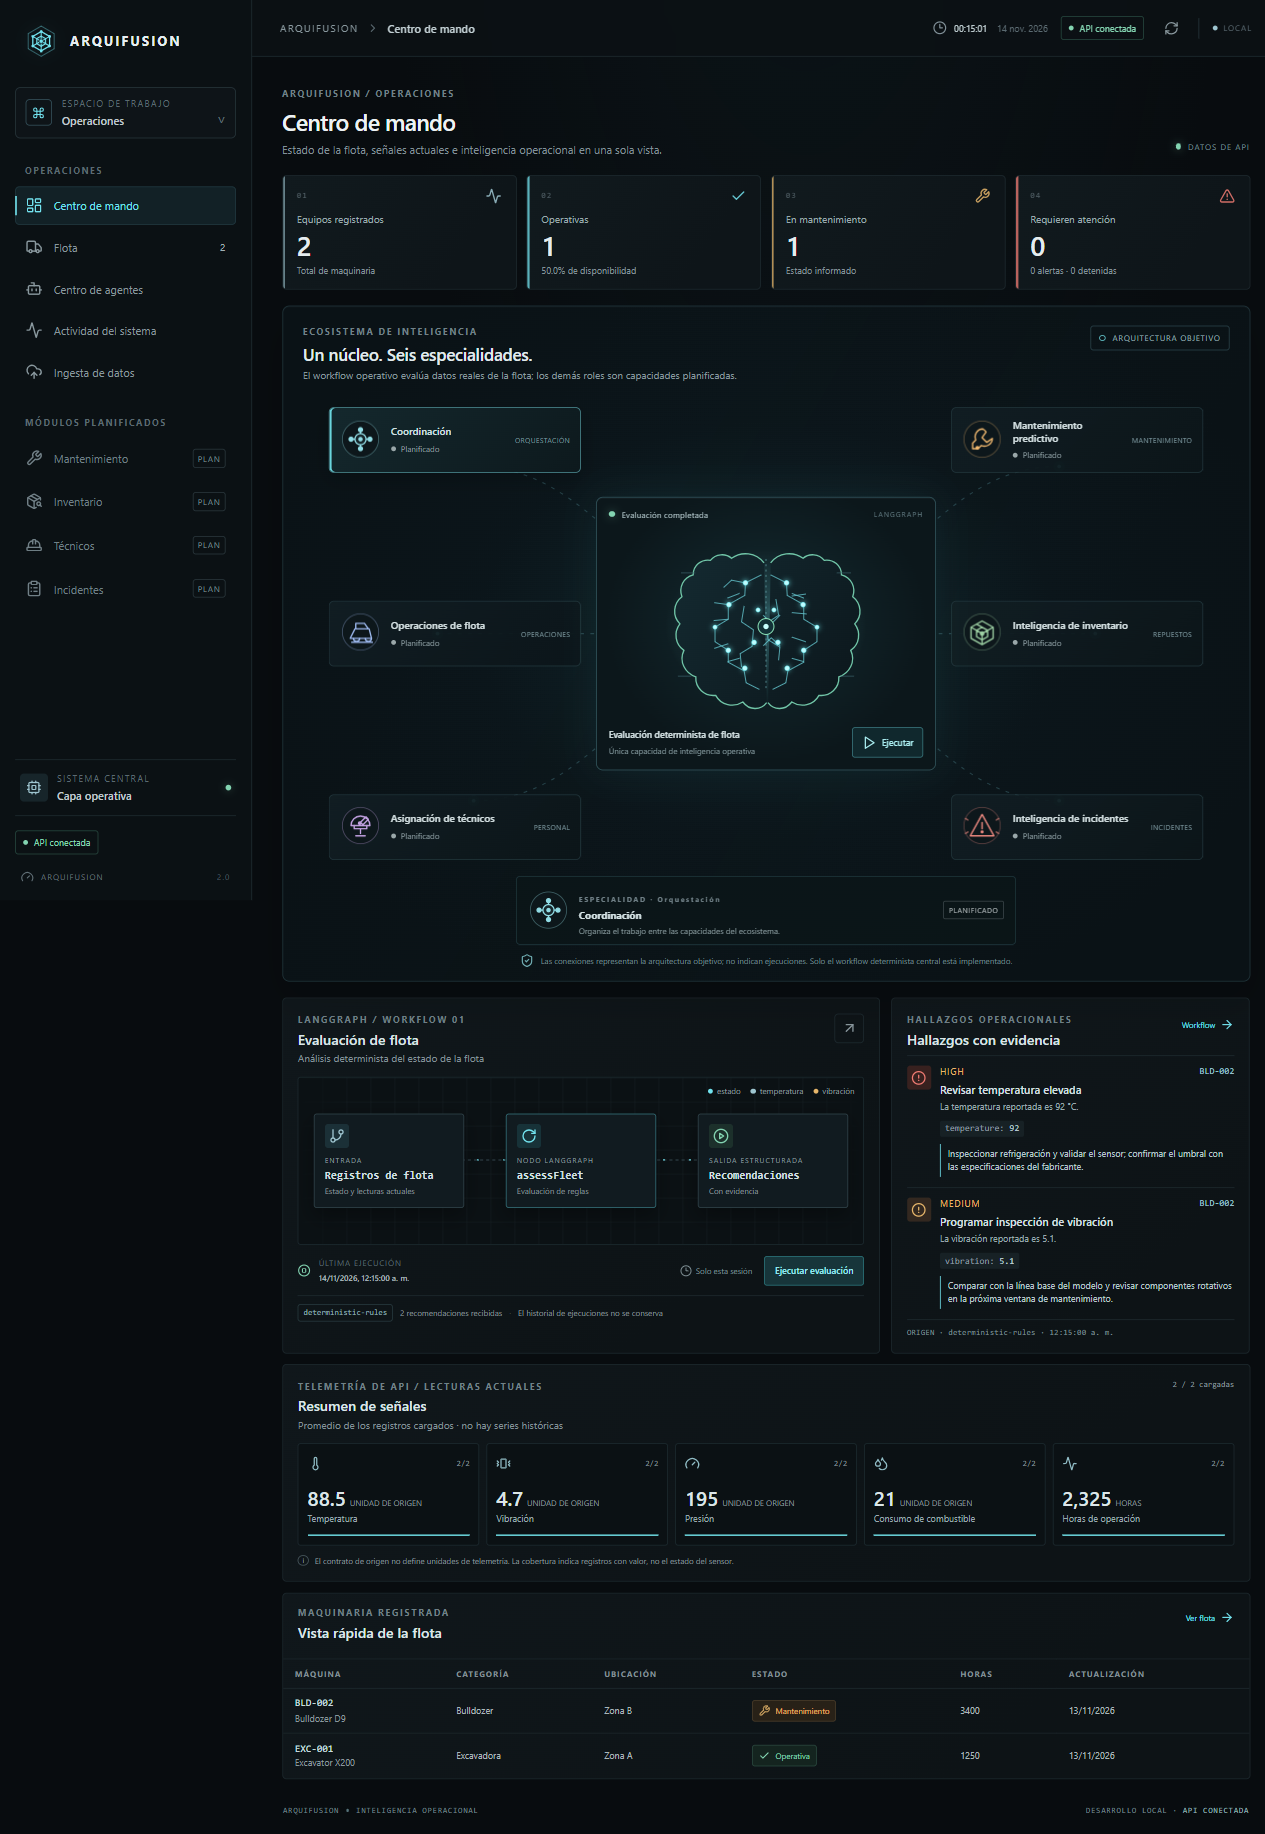 ARQUIFUSION
ESPACIO DE TRABAJO
Operaciones
OPERACIONES
Centro de mando
Flota 2
Centro de agentes
Actividad del sistema
Ingesta de datos
MÓDULOS PLANIFICADOS
Mantenimiento PLAN
Inventario PLAN
Técnicos PLAN
Incidentes PLAN
SISTEMA CENTRAL
Capa operativa
API conectada
ARQUIFUSION 2.0
ARQUIFUSION > Centro de mando
00:15:01 14 nov. 2026 API conectada LOCAL
ARQUIFUSION / OPERACIONES
Centro de mando
Estado de la flota, señales actuales e inteligencia operacional en una sola vista.
DATOS DE API
01
Equipos registrados
2
Total de maquinaria
02
Operativas
1
50.0% de disponibilidad
03
En mantenimiento
1
Estado informado
04
Requieren atención
0
0 alertas · 0 detenidas
ECOSISTEMA DE INTELIGENCIA
Un núcleo. Seis especialidades.
El workflow operativo evalúa datos reales de la flota; los demás roles son capacidades planificadas.
ARQUITECTURA OBJETIVO
Coordinación
Planificado
ORQUESTACIÓN
Mantenimiento
predictivo
Planificado
MANTENIMIENTO
Evaluación completada LANGGRAPH
Operaciones de flota
Planificado
OPERACIONES
Inteligencia de inventario
Planificado
REPUESTOS
Evaluación determinista de flota
Única capacidad de inteligencia operativa
Ejecutar
Asignación de técnicos
Planificado
PERSONAL
Inteligencia de incidentes
Planificado
INCIDENTES
ESPECIALIDAD · Orquestación
Coordinación
Organiza el trabajo entre las capacidades del ecosistema.
PLANIFICADO
Las conexiones representan la arquitectura objetivo; no indican ejecuciones. Solo el workflow determinista central está implementado.
LANGGRAPH / WORKFLOW 01
Evaluación de flota
Análisis determinista del estado de la flota
estado temperatura vibración
ENTRADA
Registros de flota
Estado y lecturas actuales
NODO LANGGRAPH
assessFleet
Evaluación de reglas
SALIDA ESTRUCTURADA
Recomendaciones
Con evidencia
ÚLTIMA EJECUCIÓN
14/11/2026, 12:15:00 a. m.
Solo esta sesión
Ejecutar evaluación
deterministic-rules 2 recomendaciones recibidas · El historial de ejecuciones no se conserva
HALLAZGOS OPERACIONALES
Hallazgos con evidencia
Workflow
HIGH BLD-002
Revisar temperatura elevada
La temperatura reportada es 92 °C.
temperature: 92
Inspeccionar refrigeración y validar el sensor; confirmar el umbral con
las especificaciones del fabricante.
MEDIUM BLD-002
Programar inspección de vibración
La vibración reportada es 5.1.
vibration: 5.1
Comparar con la línea base del modelo y revisar componentes rotativos
en la próxima ventana de mantenimiento.
ORIGEN · deterministic-rules · 12:15:00 a. m.
TELEMETRÍA DE API / LECTURAS ACTUALES
2 / 2 cargadas
Resumen de señales
Promedio de los registros cargados · no hay series históricas
2/2
88.5 UNIDAD DE ORIGEN
Temperatura
2/2
4.7 UNIDAD DE ORIGEN
Vibración
2/2
195 UNIDAD DE ORIGEN
Presión
2/2
21 UNIDAD DE ORIGEN
Consumo de combustible
2/2
2,325 HORAS
Horas de operación
El contrato de origen no define unidades de telemetría. La cobertura indica registros con valor, no el estado del sensor.
MAQUINARIA REGISTRADA
Vista rápida de la flota
Ver flota
MÁQUINA CATEGORÍA UBICACIÓN ESTADO HORAS ACTUALIZACIÓN
BLD-002
Bulldozer D9
Bulldozer Zona B Mantenimiento 3400 13/11/2026
EXC-001
Excavator X200
Excavadora Zona A Operativa 1250 13/11/2026
ARQUIFUSION • INTELIGENCIA OPERACIONAL
DESARROLLO LOCAL · API CONECTADA